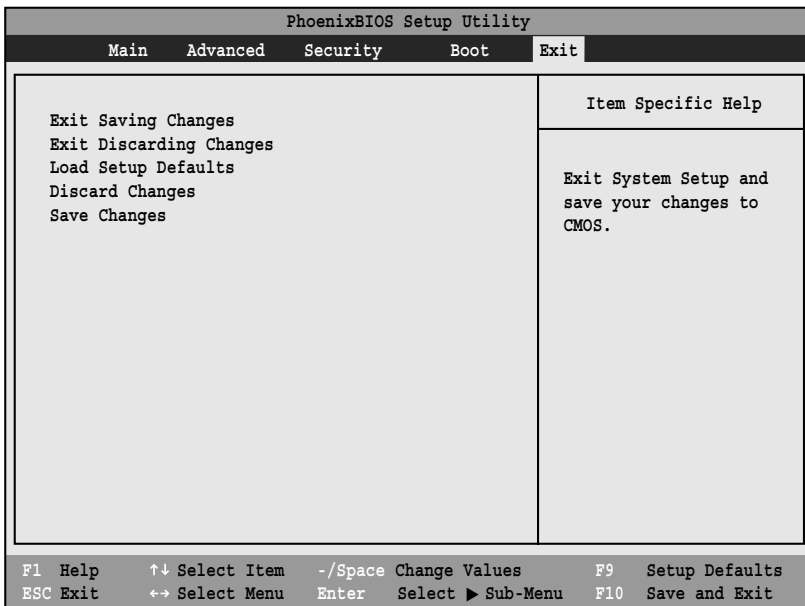 PhoenixBIOS Setup Utility
Main Advanced Security Boot Exit
Exit Saving Changes
Exit Discarding Changes
Load Setup Defaults
Discard Changes
Save Changes
Item Specific Help
Exit System Setup and
save your changes to
CMOS.
F1 Help ↑↓ Select Item -/Space Change Values F9 Setup Defaults
ESC Exit ←→ Select Menu Enter Select ▶ Sub-Menu F10 Save and Exit